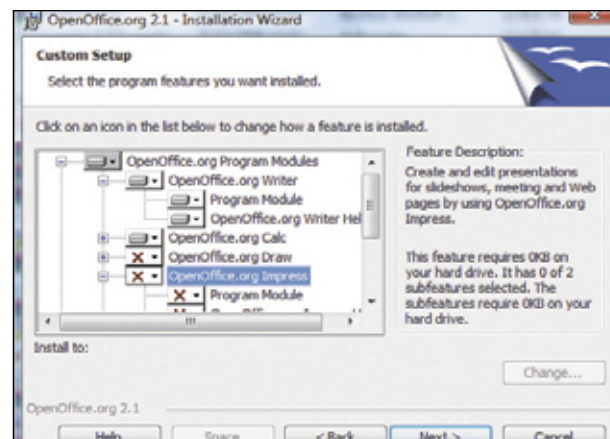 OpenOffice.org 2.1 - Installation Wizard
Custom Setup
Select the program features you want installed.
Click on an icon in the list below to change how a feature is installed.
OpenOffice.org Program Modules
OpenOffice.org Writer
Program Module
OpenOffice.org Writer Hel
OpenOffice.org Calc
OpenOffice.org Draw
OpenOffice.org Impress
Program Module
Feature Description:
Create and edit presentations
for slideshows, meeting and Web
pages by using OpenOffice.org
Impress.
This feature requires 0KB on
your hard drive. It has 0 of 2
subfeatures selected. The
subfeatures require 0KB on your
hard drive.
Install to:
Change...
OpenOffice.org 2.1
Help
Space
< Back
Next >
Cancel